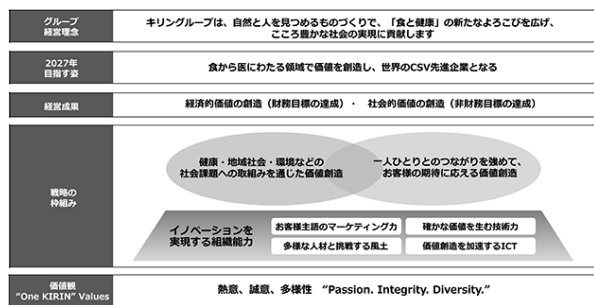 グループ
経営理念
キリングループは、自然と人を見つめるものづくりで、「食と健康」の新たなよろこびを広げ、
こころ豊かな社会の実現に貢献します
2027年
目指す姿
食から医にわたる領域で価値を創造し、世界のCSV先進企業となる
経営成果
経済的価値の創造（財務目標の達成）・ 社会的価値の創造（非財務目標の達成）
戦略の
枠組み
健康・地域社会・環境などの
社会課題への取組みを通じた価値創造
一人ひとりとのつながりを強めて、
お客様の期待に応える価値創造
イノベーションを
実現する組織能力
お客様主語のマーケティング力
確かな価値を生む技術力
多様な人材と挑戦する風土
価値創造を加速するICT
価値観
“One KIRIN” Values
熱意、誠意、多様性 “Passion. Integrity. Diversity.”